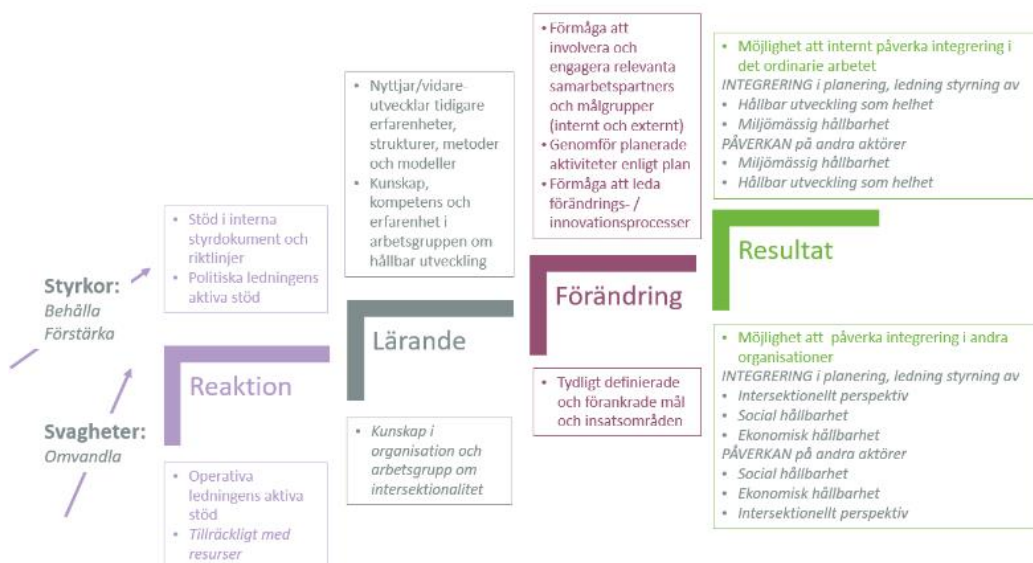 Styrkor:
Behålla
Förstärka
Svagheter:
Omvandla
• Stöd i interna
styrdokument och
riktlinjer
• Politiska ledningens
aktiva stöd
Reaktion
• Operativa
ledningens aktiva
stöd
• Tillräckligt med
resurser
• Nyttjar/vidare-
utvecklar tidigare
erfarenheter,
strukturer, metoder
och modeller
• Kunskap,
kompetens och
erfarenhet i
arbetsgruppen om
hållbar utveckling
Lärande
• Kunskap i
organisation och
arbetsgrupp om
intersektionalitet
• Förmåga att
involvera och
engagera relevanta
samarbetspartners
och målgrupper
(internt och externt)
• Genomför planerade
aktiviteter enligt plan
• Förmåga att leda
förändrings- /
innovationsprocesser
Förändring
• Tydligt definierade
och förankrade mål
och insatsområden
• Möjlighet att internt påverka integrering i
det ordinarie arbetet
INTEGRERING i planering, ledning styrning av
• Hållbar utveckling som helhet
• Miljömässig hållbarhet
PÅVERKAN på andra aktörer
• Miljömässig hållbarhet
• Hållbar utveckling som helhet
Resultat
• Möjlighet att påverka integrering i andra
organisationer
INTEGRERING i planering, ledning styrning av
• Intersektionellt perspektiv
• Social hållbarhet
• Ekonomisk hållbarhet
PÅVERKAN på andra aktörer
• Social hållbarhet
• Ekonomisk hållbarhet
• Intersektionellt perspektiv